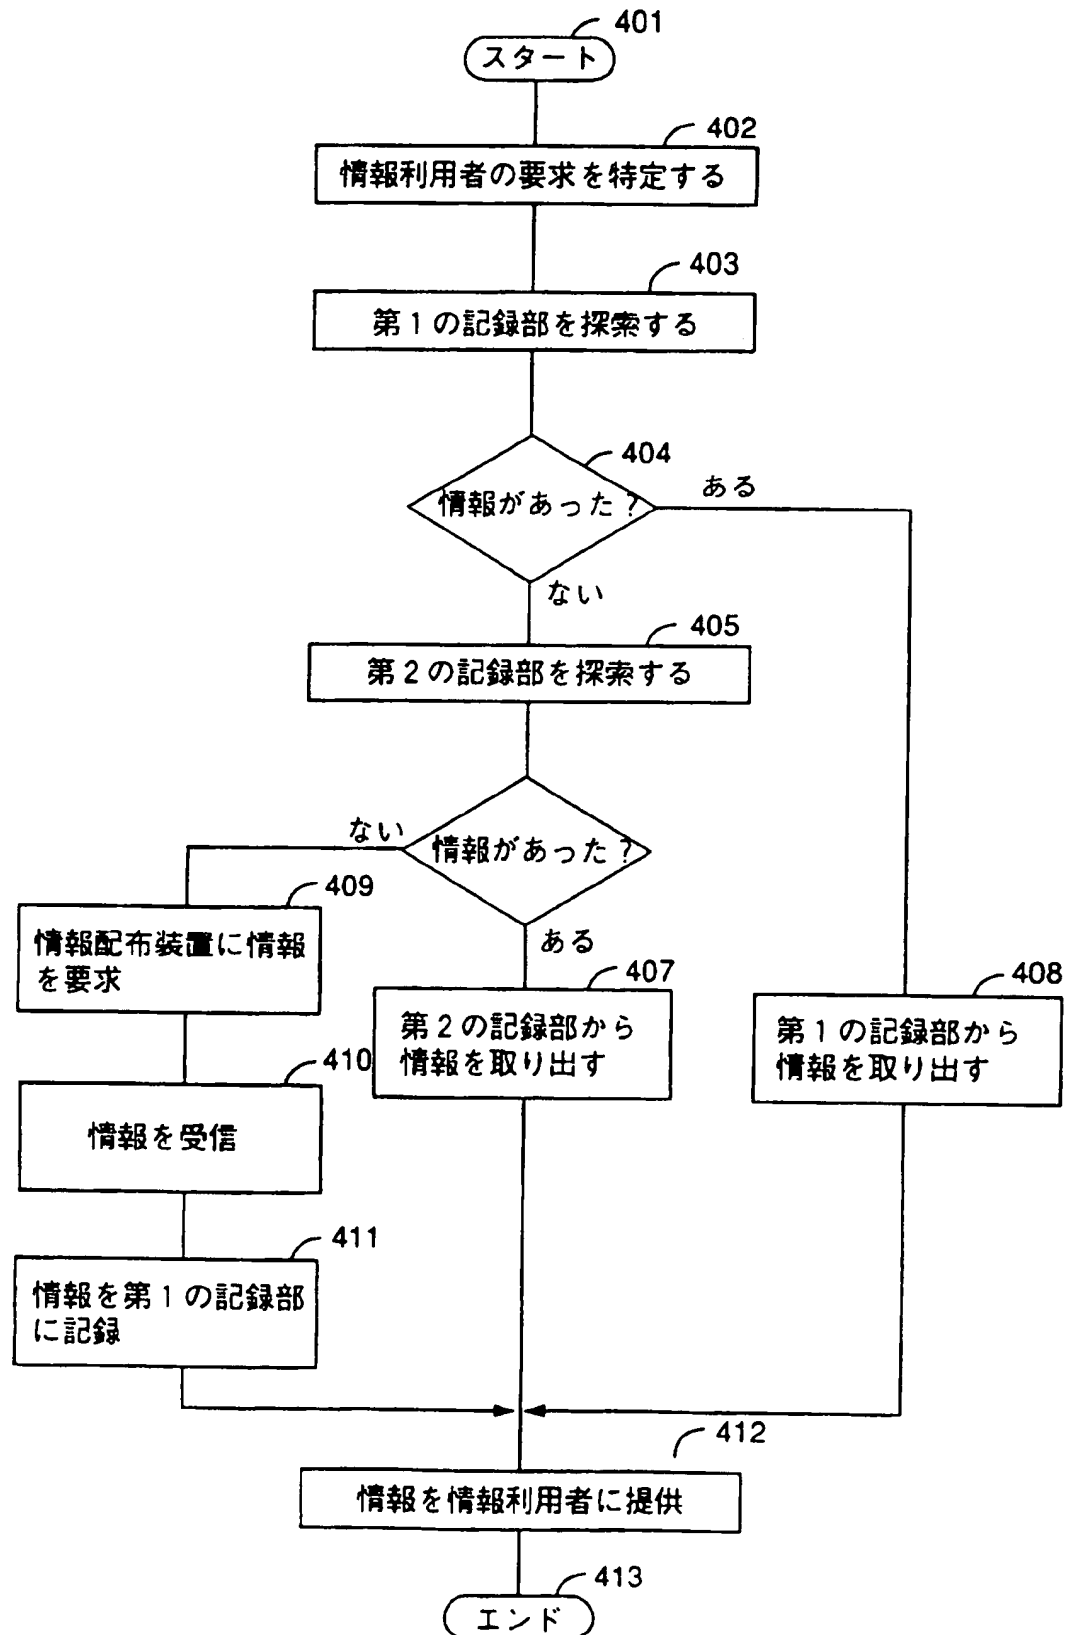 401
スタート
402
情報利用者の要求を特定する
403
第1の記録部を探索する
404
情報があった?
ある
ない
405
第2の記録部を探索する
情報があった?
ない
ある
409
情報配布装置に情報
を要求
407
第2の記録部から
情報を取り出す
408
第1の記録部から
情報を取り出す
410
情報を受信
411
情報を第1の記録部
に記録
412
情報を情報利用者に提供
413
エンド